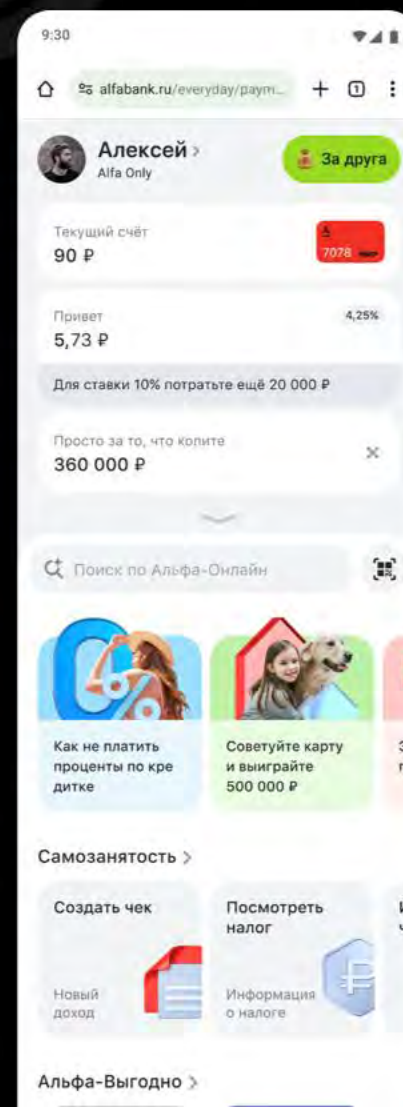 9:30
alfabank.ru/everyday/paym...
1
Алексей >
Alfa Only
За друга
Текущий счёт
90 ₽
7078
Привет
4,25%
5,73 ₽
Для ставки 10% потратьте ещё 20 000 ₽
Просто за то, что копите
360 000 ₽
Поиск по Альфа-Онлайн
0%
Как не платить
проценты по кре
дитке
Советуйте карту
и выиграйте
500 000 ₽
Самозанятость >
Создать чек
Новый
доход
Посмотреть
налог
Информация
о налоге
₽
Альфа-Выгодно >